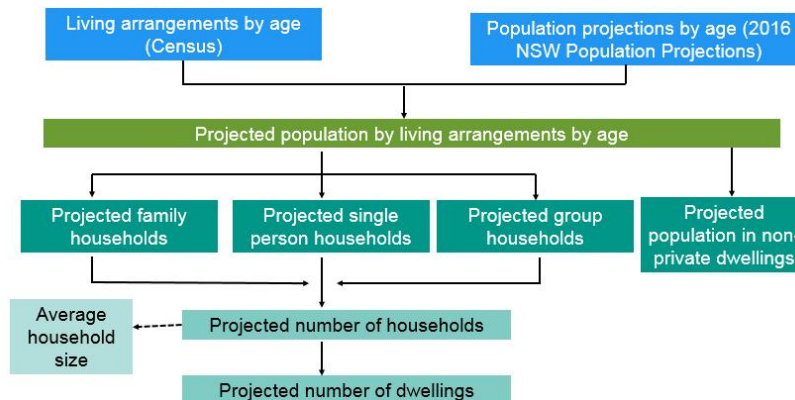 Living arrangements by age
(Census)
Population projections by age (2016
NSW Population Projections)
Projected population by living arrangements by age
Projected family
households
Projected single
person households
Projected group
households
Projected
population in non-
private dwellings
Average
household
size
Projected number of households
Projected number of dwellings